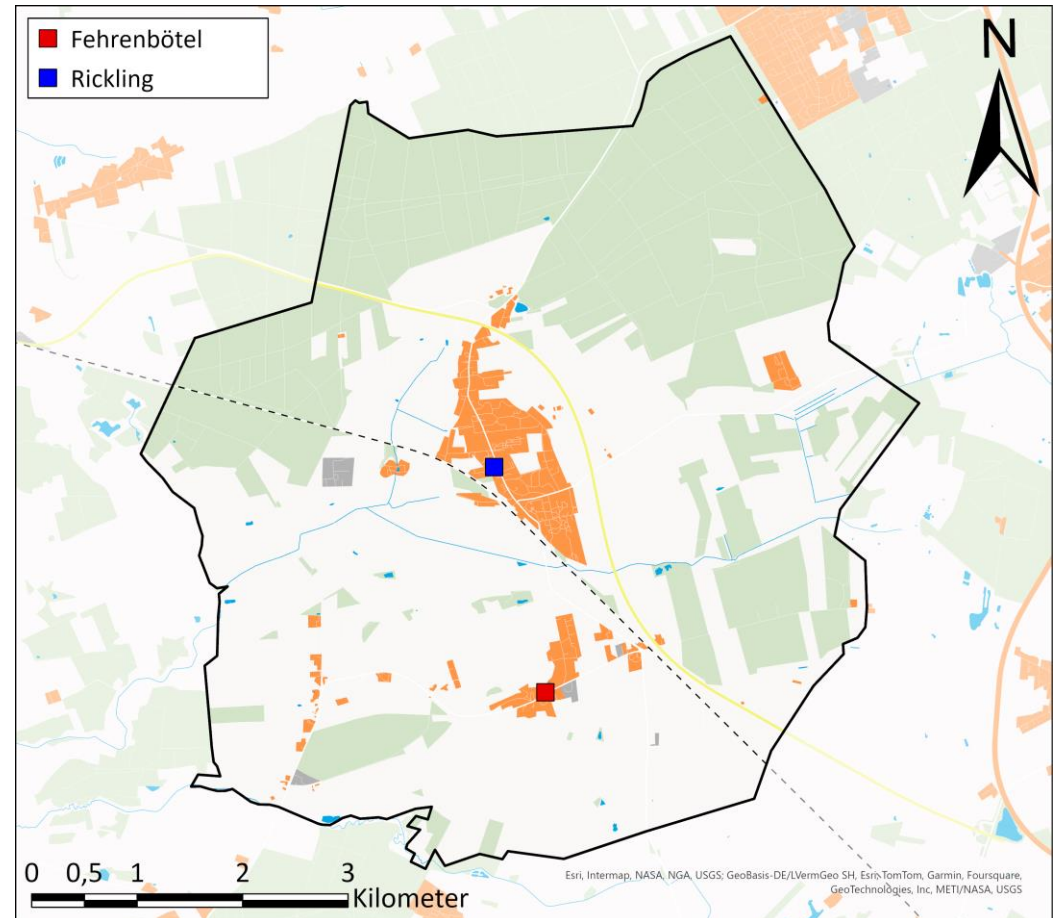 Fehrenbötel
Rickling
N
0 0,5 1 2 3
Kilometer
Esri, Intermap, NASA, NGA, USGS; GeoBasis-DE/LVermGeo SH, Esri, TomTom, Garmin, Foursquare,
GeoTechnologies, Inc, METI/NASA, USGS